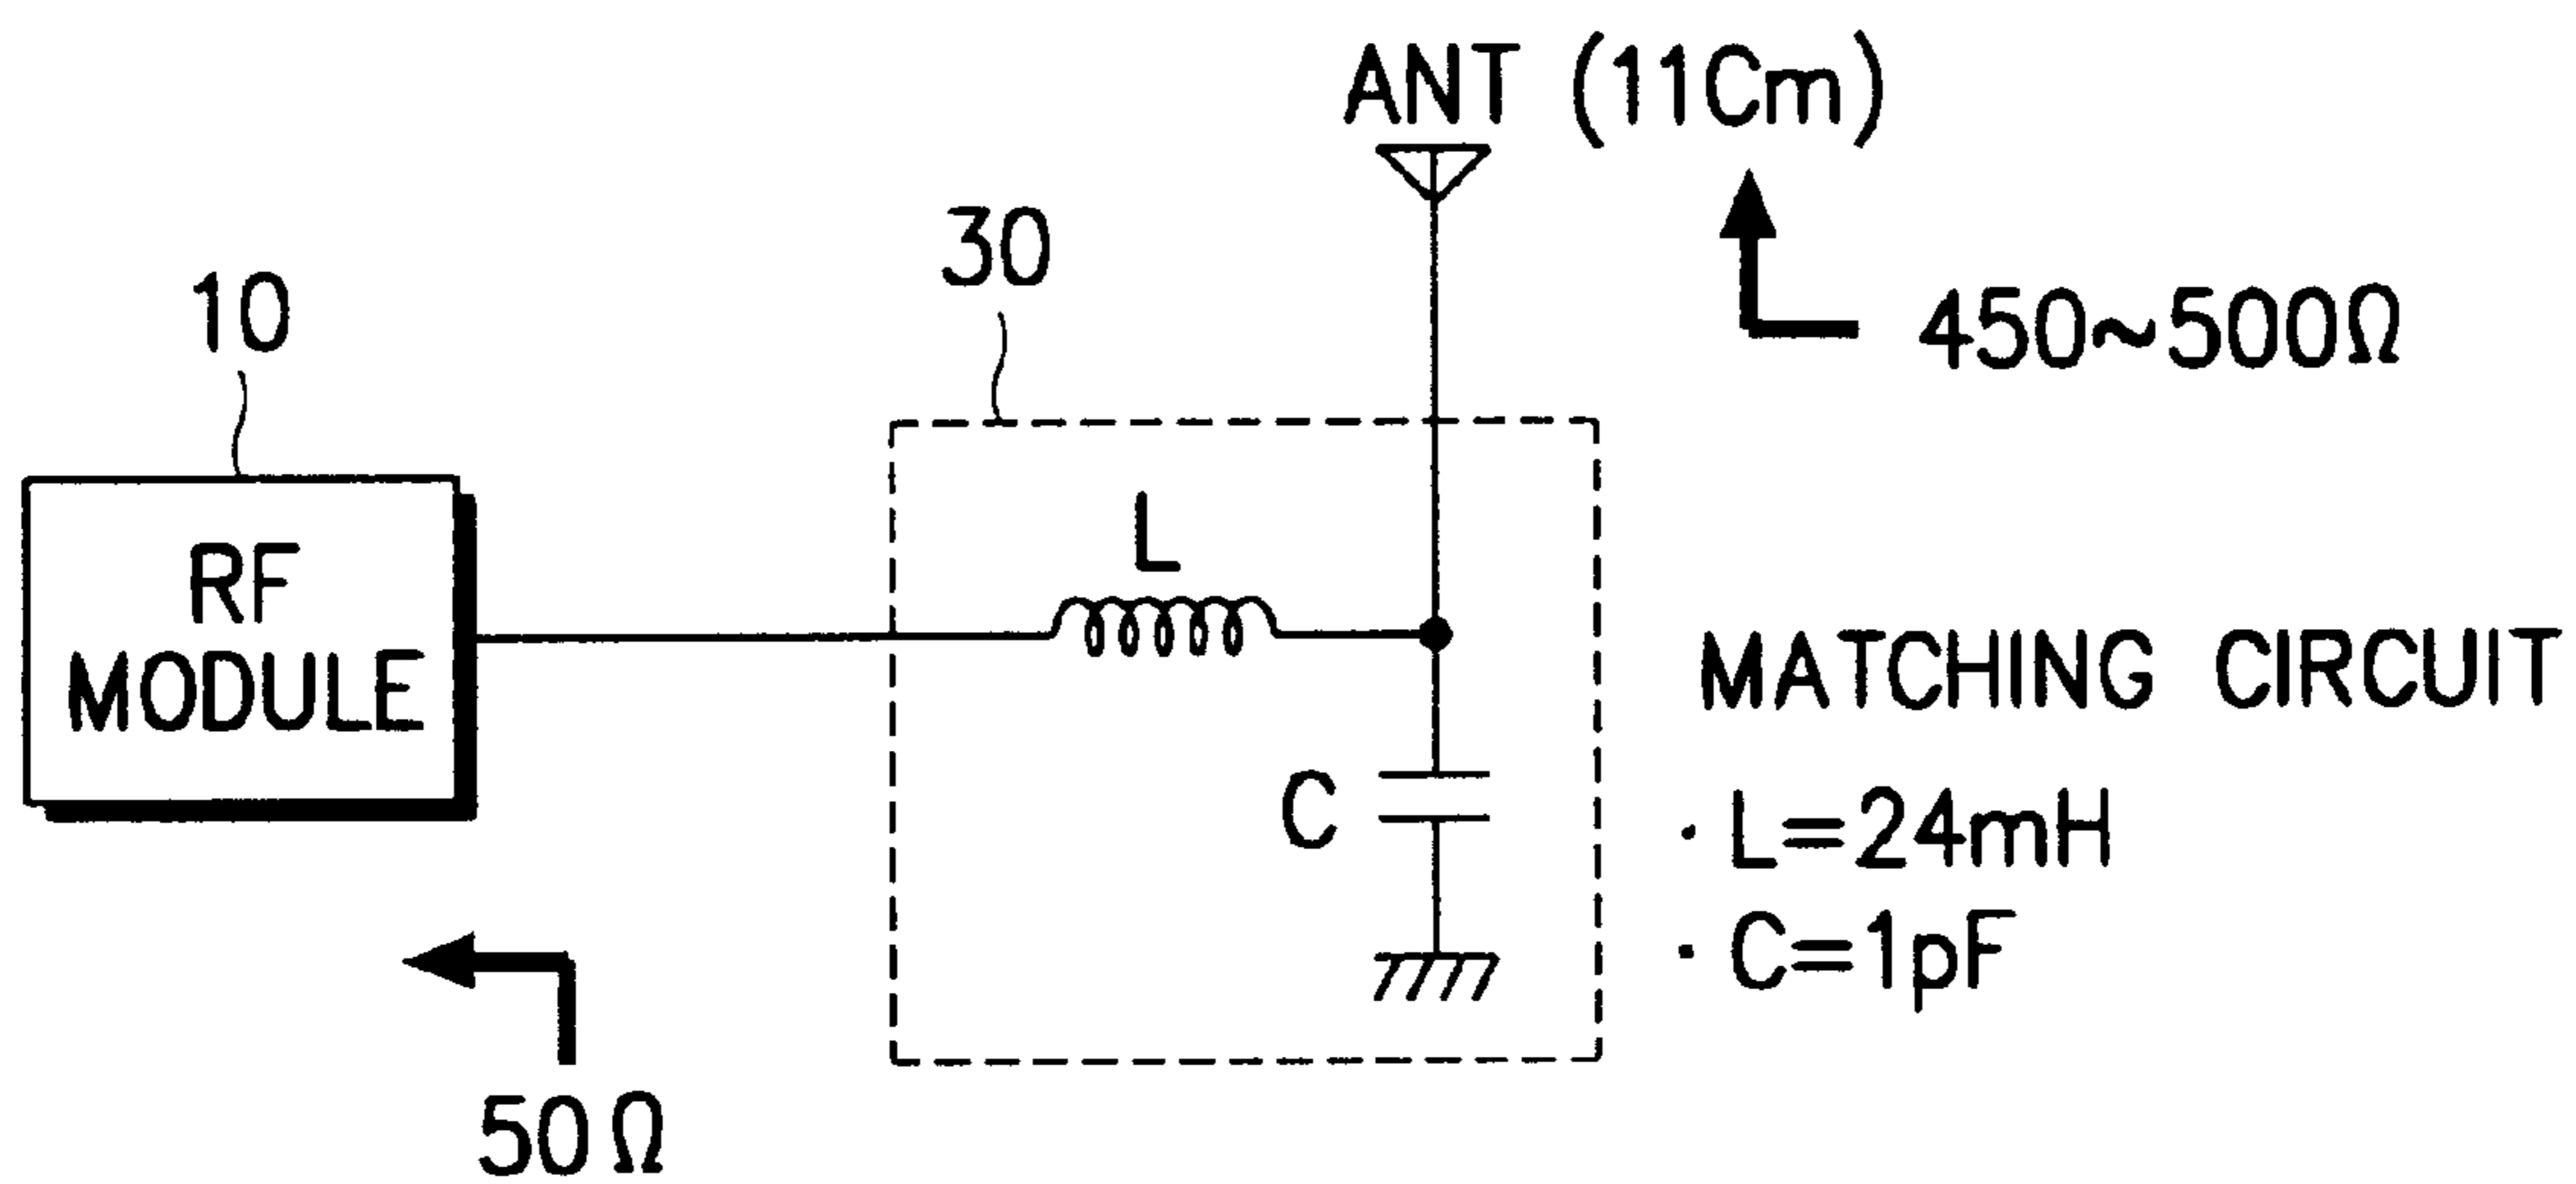 ANT (11Cm)
30
10
450~500Ω
L
RF
MODULE
MATCHING CIRCUIT
C
· L=24mH
· C=1pF
50Ω